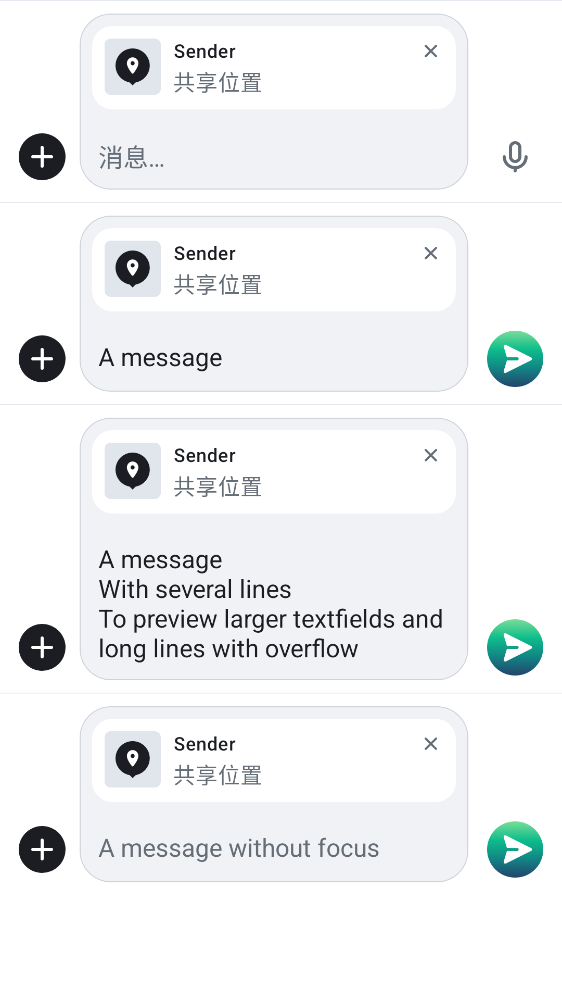 Sender
共享位置
消息…
Sender
共享位置
A message
Sender
共享位置
A message
With several lines
To preview larger textfields and
long lines with overflow
Sender
共享位置
A message without focus